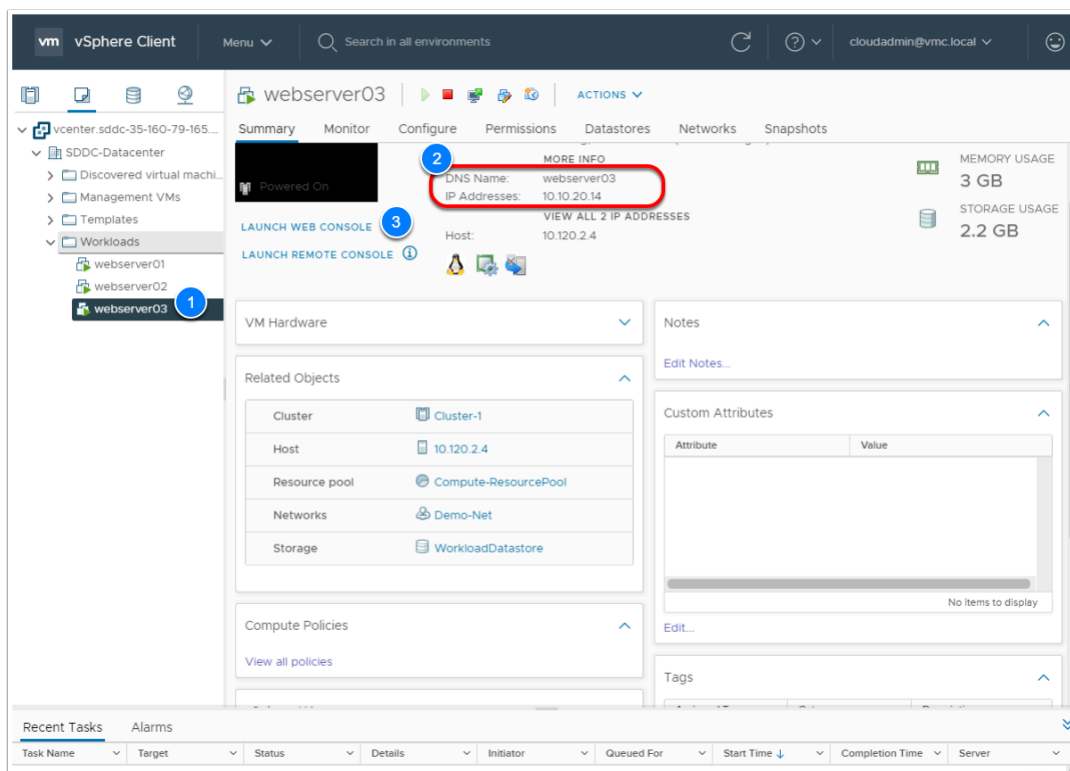 vm vSphere Client Menu Search in all environments cloudadmin@vmc.local
webserver03 ACTIONS
vcenter.sddc-35-160-79-165....
SDDC-Datacenter
Discovered virtual machi...
Management VMs
Templates
Workloads
webserver01
webserver02
webserver03 1
Summary Monitor Configure Permissions Datastores Networks Snapshots
Powered On
LAUNCH WEB CONSOLE 3
LAUNCH REMOTE CONSOLE
2 MORE INFO
DNS Name: webserver03
IP Addresses: 10.10.20.14
VIEW ALL 2 IP ADDRESSES
Host: 10.120.2.4
MEMORY USAGE
3 GB
STORAGE USAGE
2.2 GB
VM Hardware
Related Objects
Cluster Cluster-1
Host 10.120.2.4
Resource pool Compute-ResourcePool
Networks Demo-Net
Storage WorkloadDatastore
Compute Policies
View all policies
Notes
Edit Notes...
Custom Attributes
Attribute Value
No items to display
Edit...
Tags
Recent Tasks Alarms
Task Name Target Status Details Initiator Queued For Start Time Completion Time Server